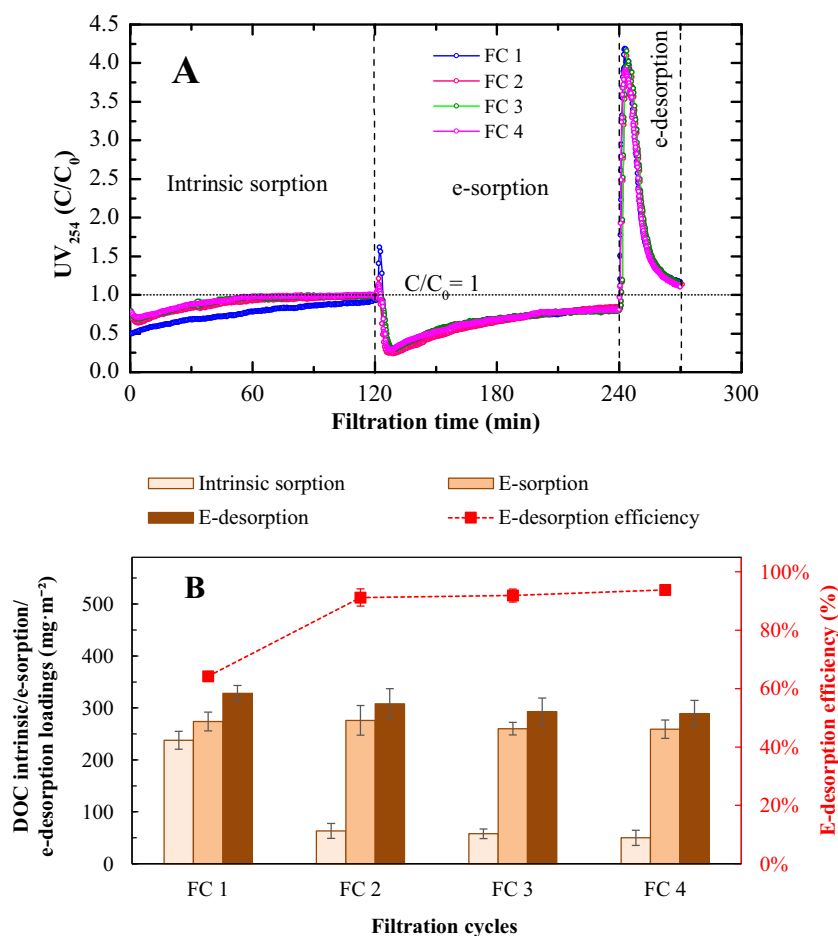 A
FC 1
FC 2
FC 3
FC 4
Intrinsic sorption
e-sorption
e-desorption
C/C₀= 1
UV₂₅₄ (C/C₀)
4.5
4.0
3.5
3.0
2.5
2.0
1.5
1.0
0.5
0.0
0 60 120 180 240 300
Filtration time (min)
Intrinsic sorption E-sorption
E-desorption E-desorption efficiency
B
DOC intrinsic/e-sorption/
e-desorption loadings (mg·m⁻²)
500
400
300
200
100
0
100%
80%
60%
40%
20%
0%
E-desorption efficiency (%)
FC 1 FC 2 FC 3 FC 4
Filtration cycles